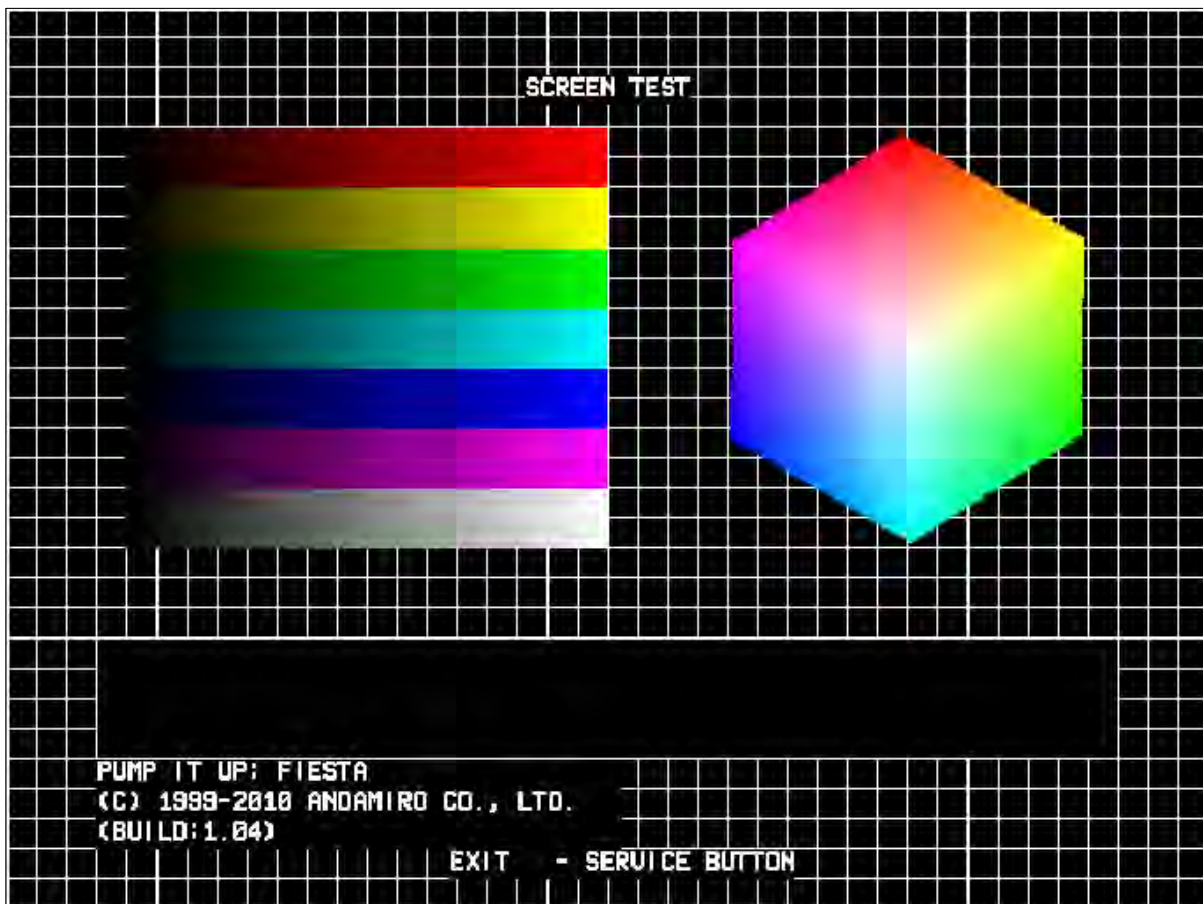 SCREEN TEST
PUMP IT UP: FIESTA
(C) 1999-2010 ANDAMIRO CO., LTD.
(BUILD:1.04)
EXIT - SERVICE BUTTON